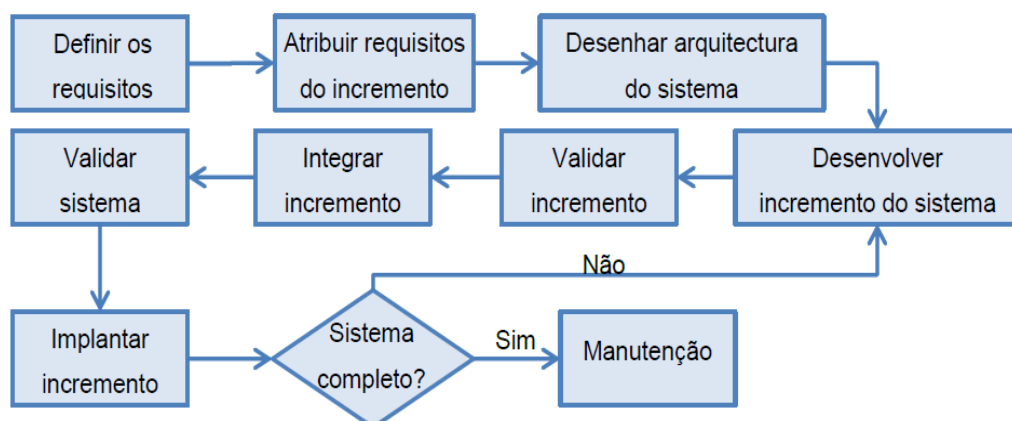 Definir os
requisitos
Atribuir requisitos
do incremento
Desenhar arquitectura
do sistema
Desenvolver
incremento do sistema
Validar
incremento
Integrar
incremento
Validar
sistema
Implantar
incremento
Sistema
completo?
Não
Sim
Manutenção